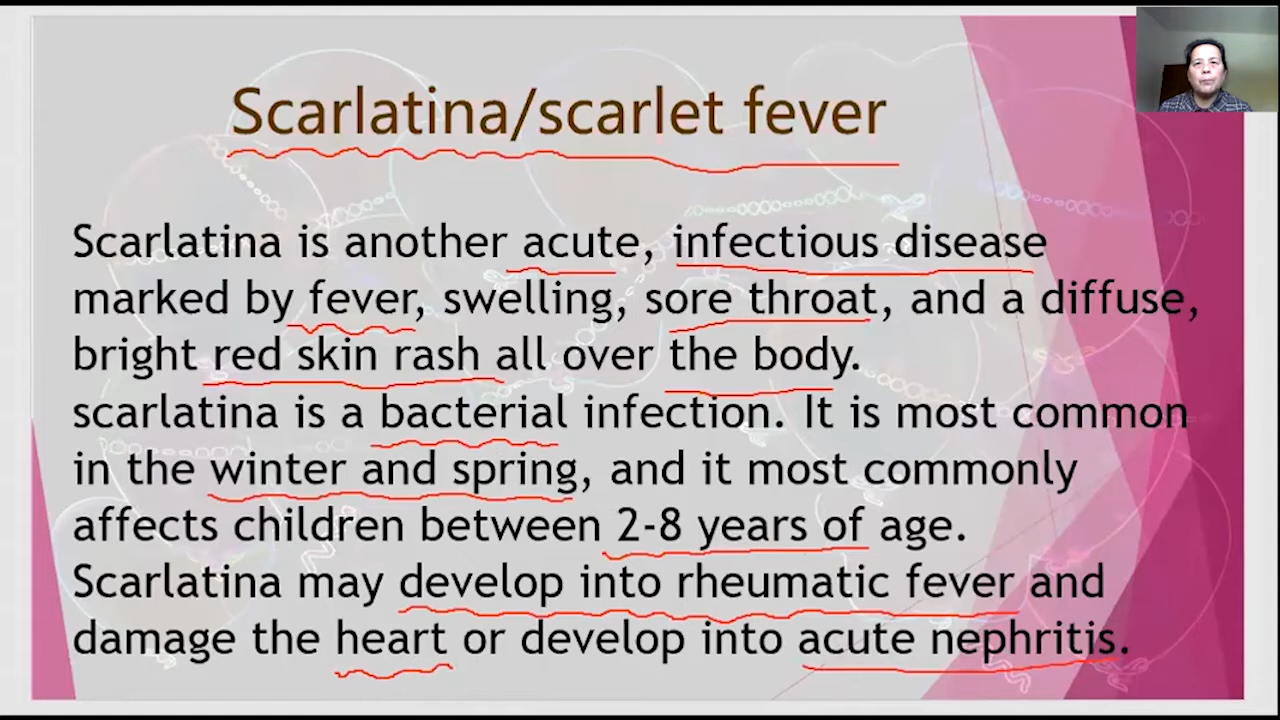 Scarlatina/scarlet fever
Scarlatina is another acute, infectious disease
marked by fever, swelling, sore throat, and a diffuse,
bright red skin rash all over the body.
scarlatina is a bacterial infection. It is most common
in the winter and spring, and it most commonly
affects children between 2-8 years of age.
Scarlatina may develop into rheumatic fever and
damage the heart or develop into acute nephritis.